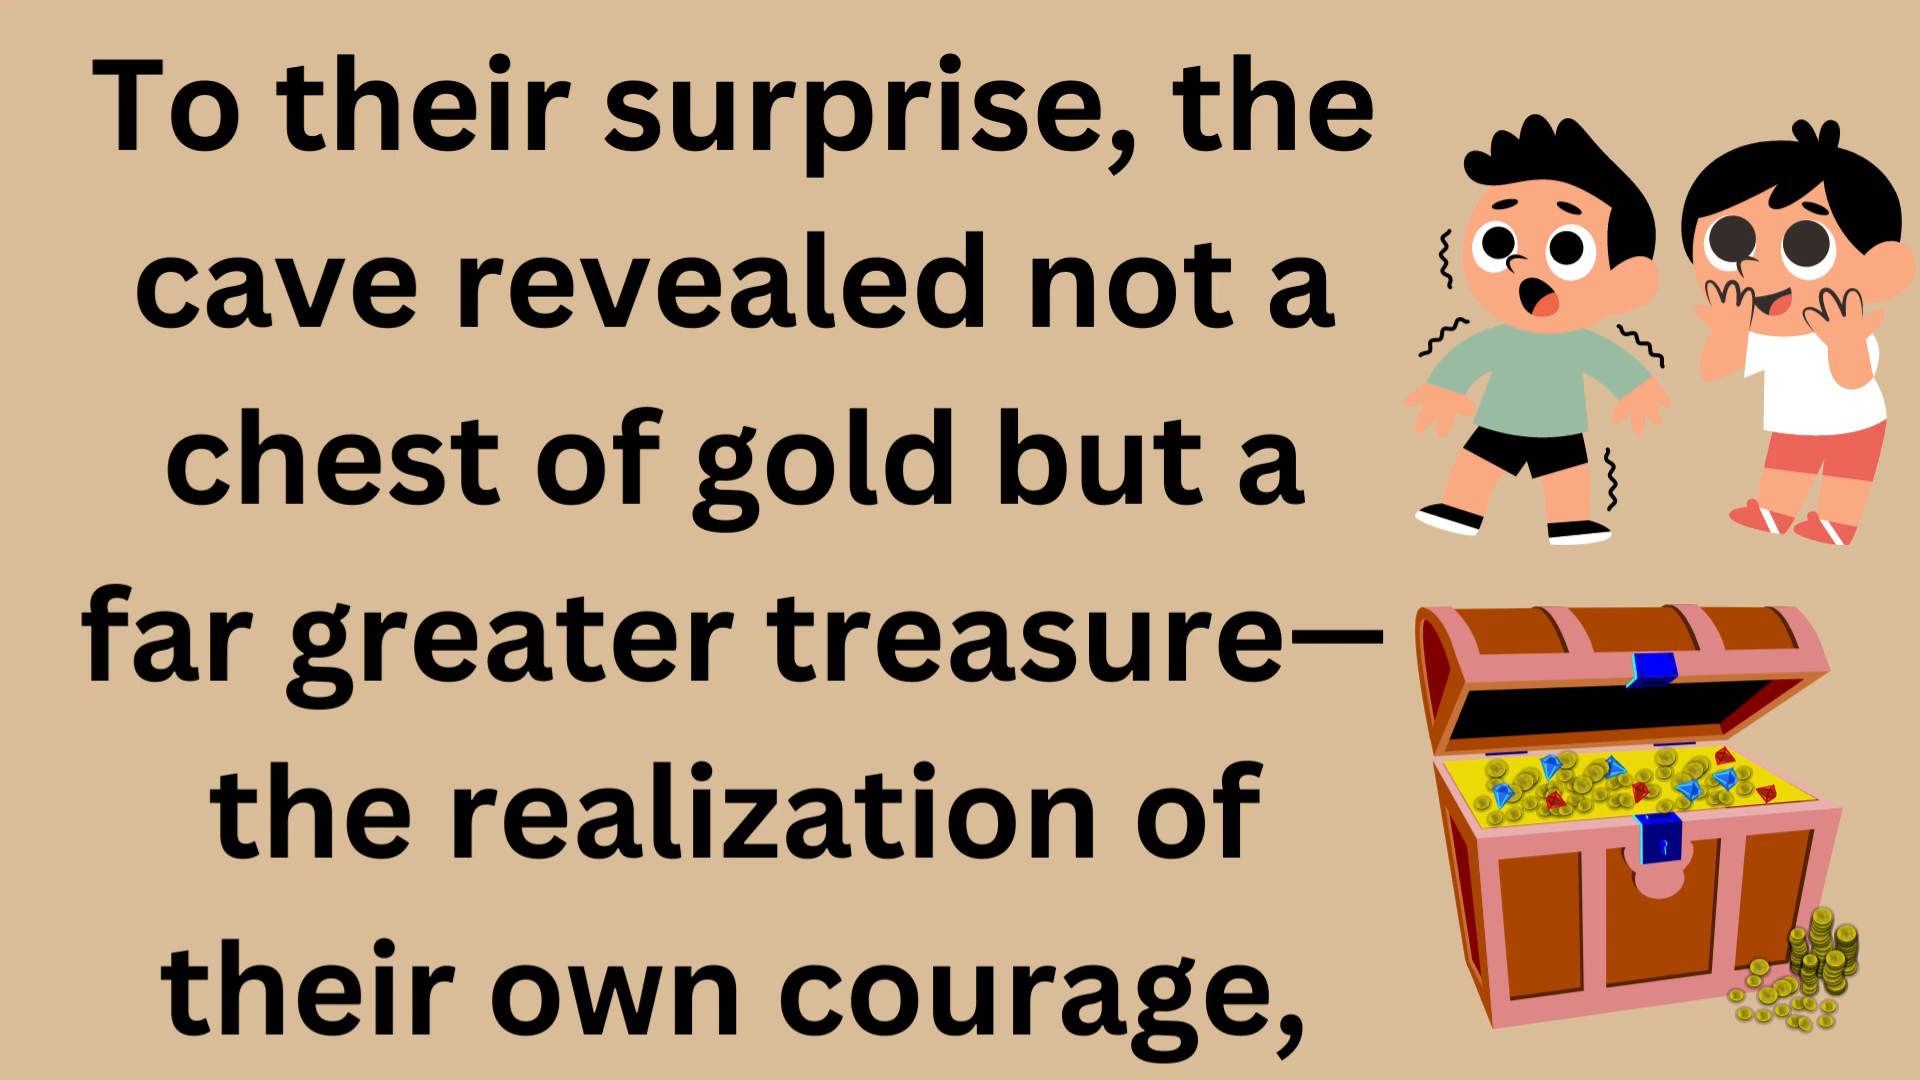 To their surprise, the
cave revealed not a
chest of gold but a
far greater treasure—
the realization of
their own courage,